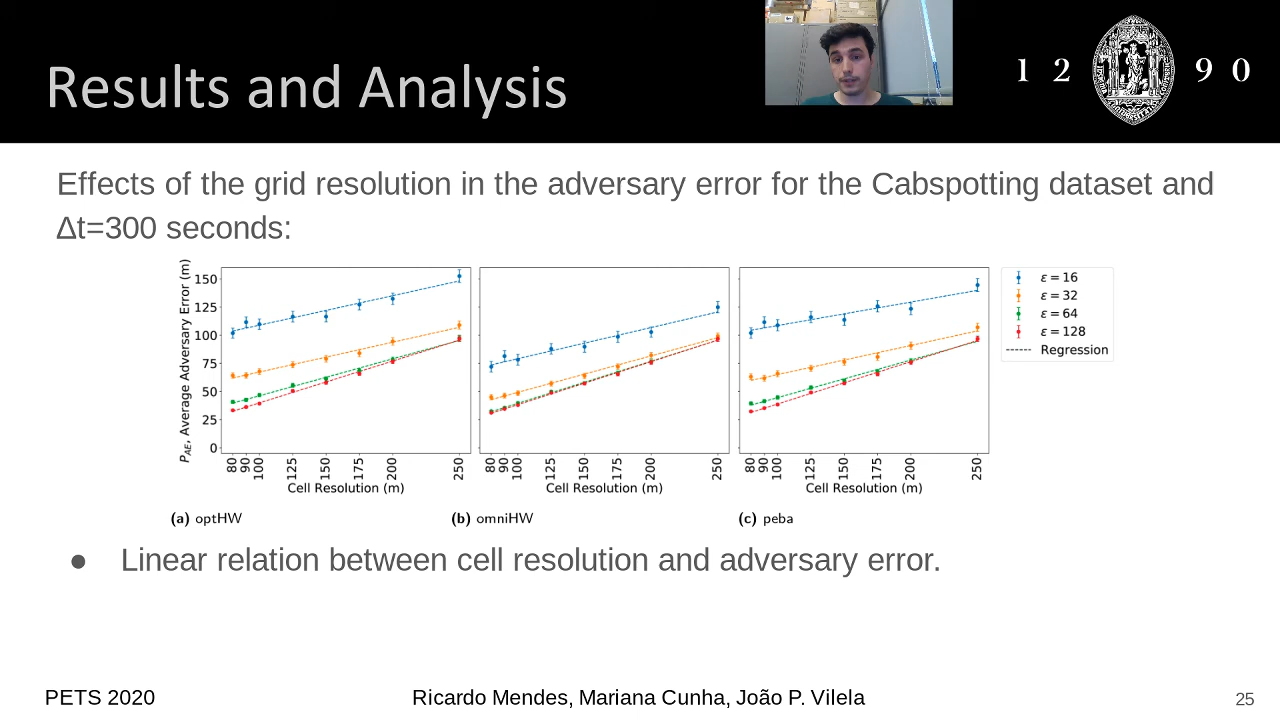 Results and Analysis
1 2 9 0
Effects of the grid resolution in the adversary error for the Cabspotting dataset and
Δt=300 seconds:
P_AE, Average Adversary Error (m)
150
125
100
75
50
25
0
80 90 100 125 150 175 200 250
Cell Resolution (m)
80 90 100 125 150 175 200 250
Cell Resolution (m)
80 90 100 125 150 175 200 250
Cell Resolution (m)
ε = 16
ε = 32
ε = 64
ε = 128
Regression
(a) optHW
(b) omniHW
(c) peba
● Linear relation between cell resolution and adversary error.
PETS 2020
Ricardo Mendes, Mariana Cunha, João P. Vilela
25